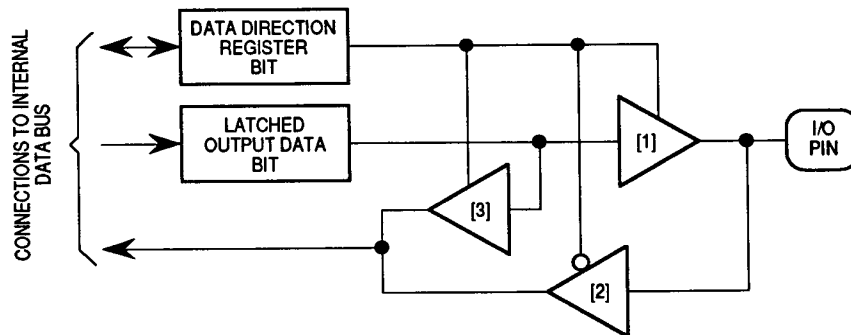 CONNECTIONS TO INTERNAL
DATA BUS
DATA DIRECTION
REGISTER
BIT
LATCHED
OUTPUT DATA
BIT
[1]
[3]
[2]
I/O
PIN